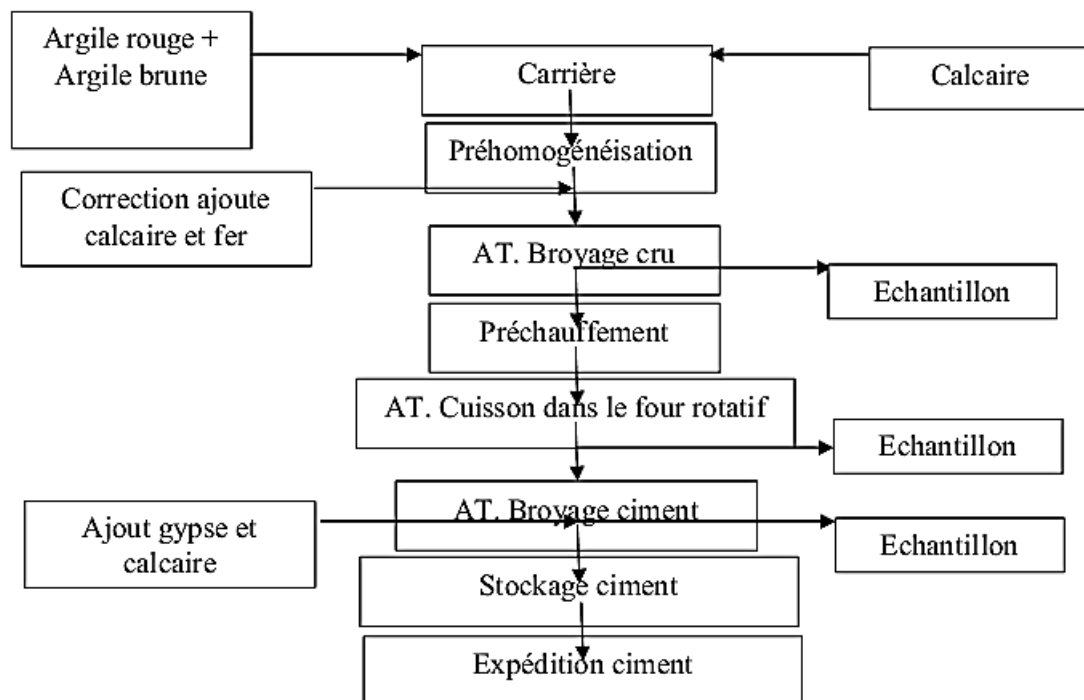 Argile rouge +
Argile brune
Carrière
Calcaire
Préhomogénéisation
Correction ajoute
calcaire et fer
AT. Broyage cru
Echantillon
Préchauffement
AT. Cuisson dans le four rotatif
Echantillon
AT. Broyage ciment
Ajout gypse et
calcaire
Echantillon
Stockage ciment
Expédition ciment